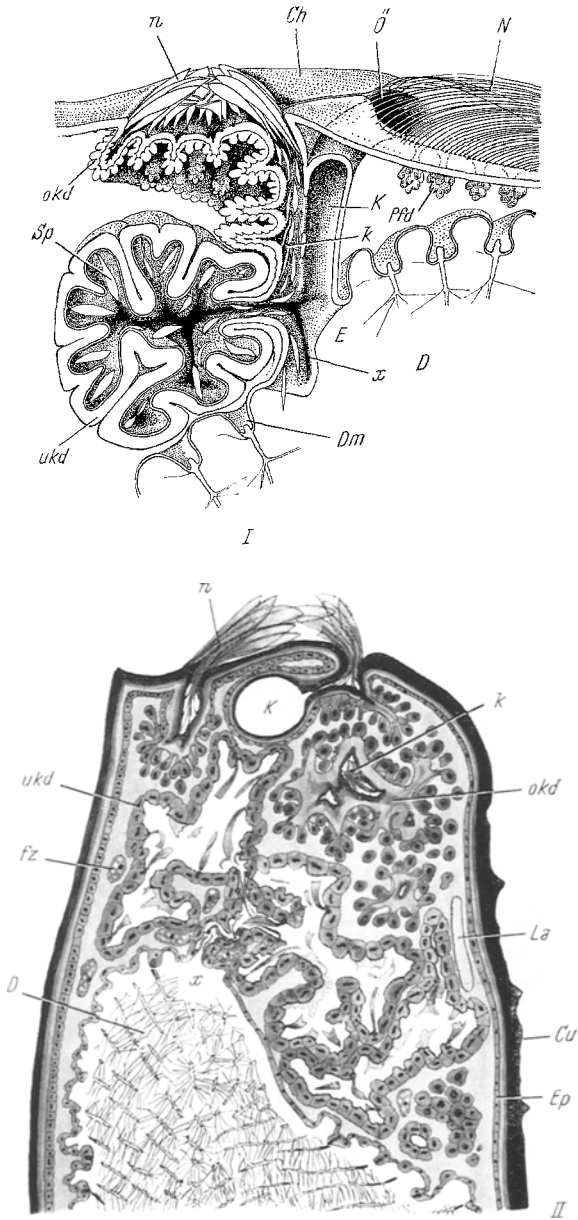 n Ch Ö N
okd
K Pfd
k
Sp
E D
x
ukd Dm
I
n
K k
ukd okd
fz
La
D x
Cu
Ep
II